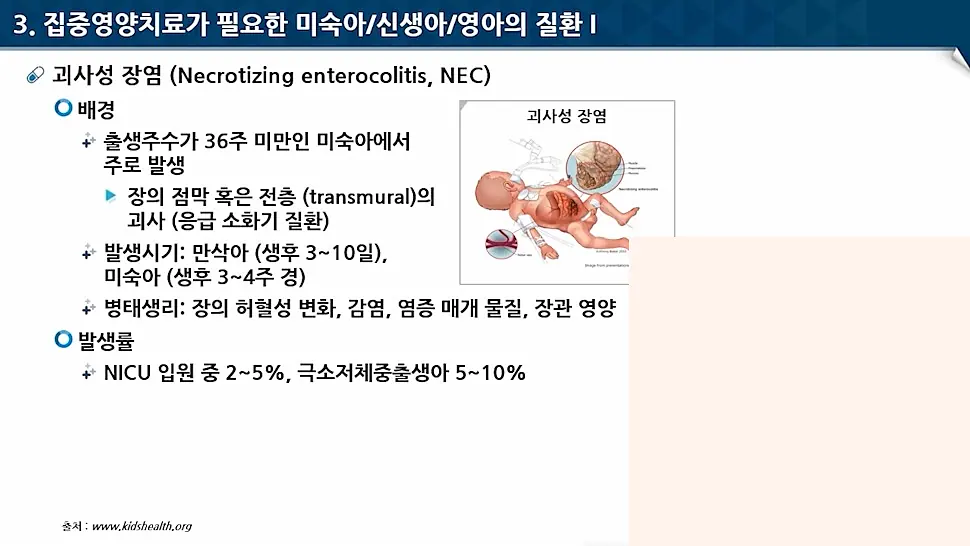 3. 집중영양치료가 필요한 미숙아/신생아/영아의 질환 I
괴사성 장염 (Necrotizing enterocolitis, NEC)
배경
출생주수가 36주 미만인 미숙아에서
주로 발생
장의 점막 혹은 전층 (transmural)의
괴사 (응급 소화기 질환)
발생시기: 만삭아 (생후 3~10일),
미숙아 (생후 3~4주 경)
병태생리: 장의 허혈성 변화, 감염, 염증 매개 물질, 장관 영양
발생률
NICU 입원 중 2~5%, 극소저체중출생아 5~10%
괴사성 장염
Necrotizing enterocolitis
출처 : www.kidshealth.org